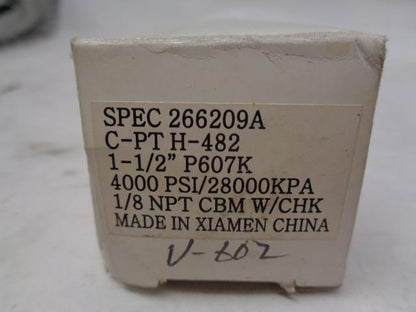 SPEC 266209A
C-PT H-482
1-1/2" P607K
4000 PSI/28000KPA
1/8 NPT CBM W/CHK
MADE IN XIAMEN CHINA
V-602